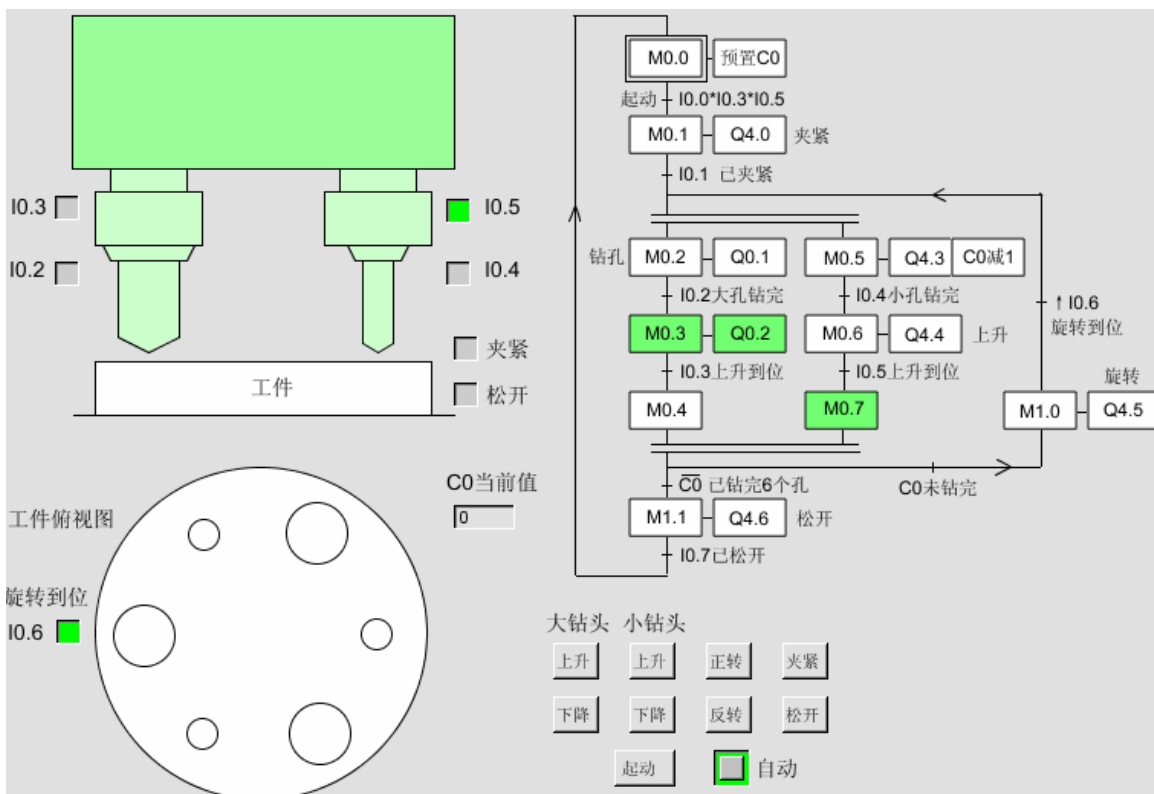 M0.0 预置C0
起动 I0.0*I0.3*I0.5
M0.1 Q4.0 夹紧
I0.1 已夹紧
I0.3 I0.5
I0.2 I0.4
钻孔 M0.2 Q0.1 M0.5 Q4.3 C0减1
I0.2大孔钻完 I0.4小孔钻完
↑I0.6
旋转到位
M0.3 Q0.2 M0.6 Q4.4 上升
夹紧
I0.3上升到位 I0.5上升到位
旋转
工件
松开
M0.4 M0.7 M1.0 Q4.5
C0当前值
0
C0 已钻完6个孔 C0未钻完
M1.1 Q4.6 松开
I0.7已松开
工件俯视图
旋转到位
I0.6
大钻头 小钻头
上升 上升 正转 夹紧
下降 下降 反转 松开
起动 自动